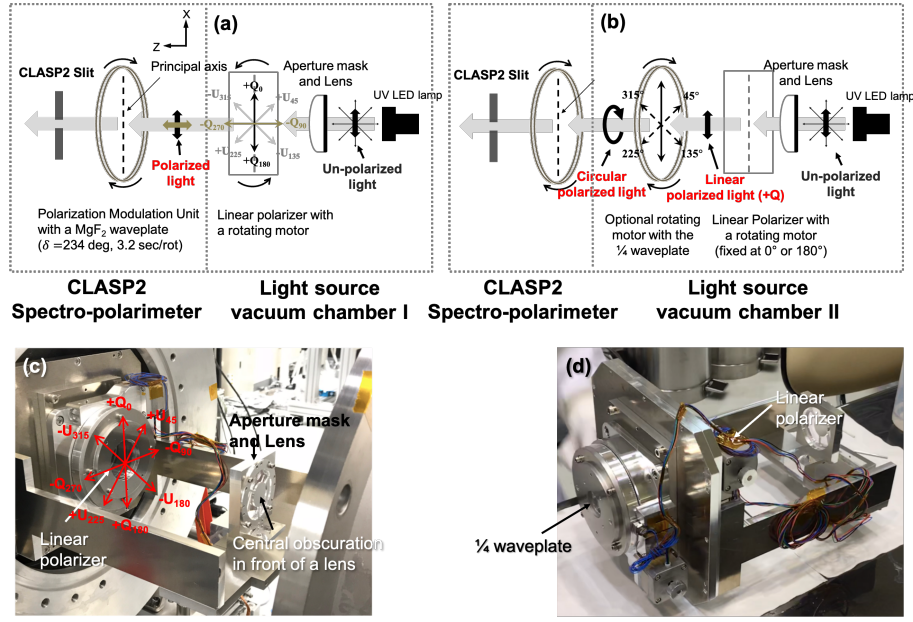 (a)
X
Z
CLASP2 Slit
Principal axis
Aperture mask
and Lens
UV LED lamp
+Q0
-U315
+U45
-Q270
-Q90
+U225
-U135
+Q180
Polarized
light
Un-polarized
light
Polarization Modulation Unit
with a MgF2 waveplate
(δ =234 deg, 3.2 sec/rot)
Linear polarizer with
a rotating motor
CLASP2
Spectro-polarimeter
Light source
vacuum chamber I
(b)
CLASP2 Slit
Aperture mask
and Lens
UV LED lamp
315°
45°
225°
135°
Circular
polarized light
Linear
polarized light (+Q)
Un-polarized
light
Optional rotating
motor with the
¼ waveplate
Linear Polarizer with
a rotating motor
(fixed at 0° or 180°)
CLASP2
Spectro-polarimeter
Light source
vacuum chamber II
(c)
+Q0
-U315
-U180
+U225
+Q180
Aperture mask
and Lens
Linear
polarizer
Central obscuration
in front of a lens
(d)
Linear
polarizer
¼ waveplate